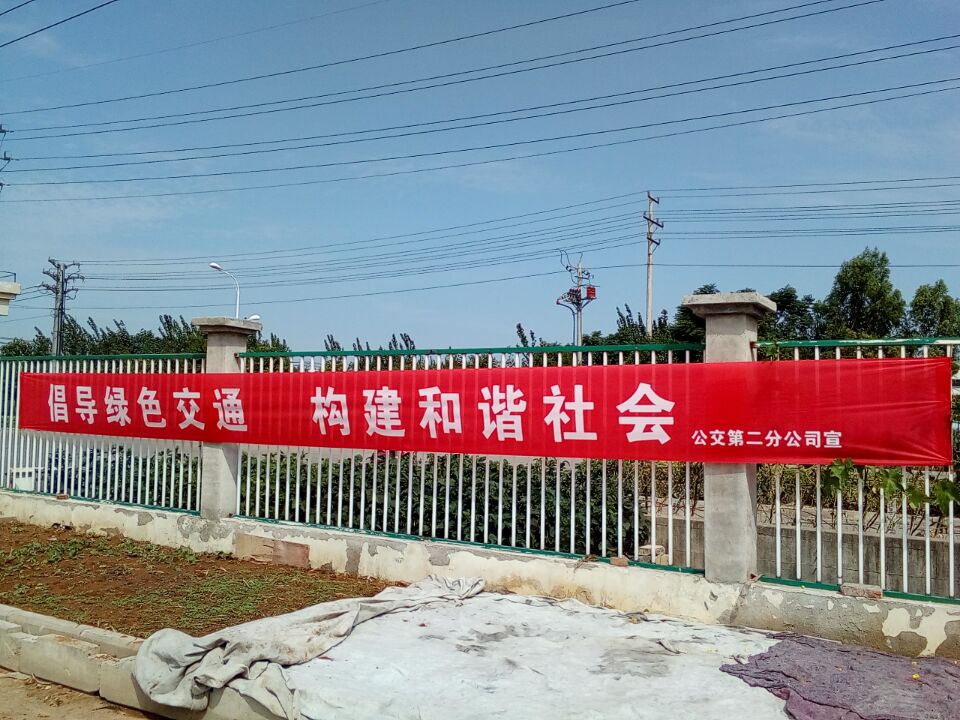 倡导绿色交通 构建和谐社会
公交第二分公司宣